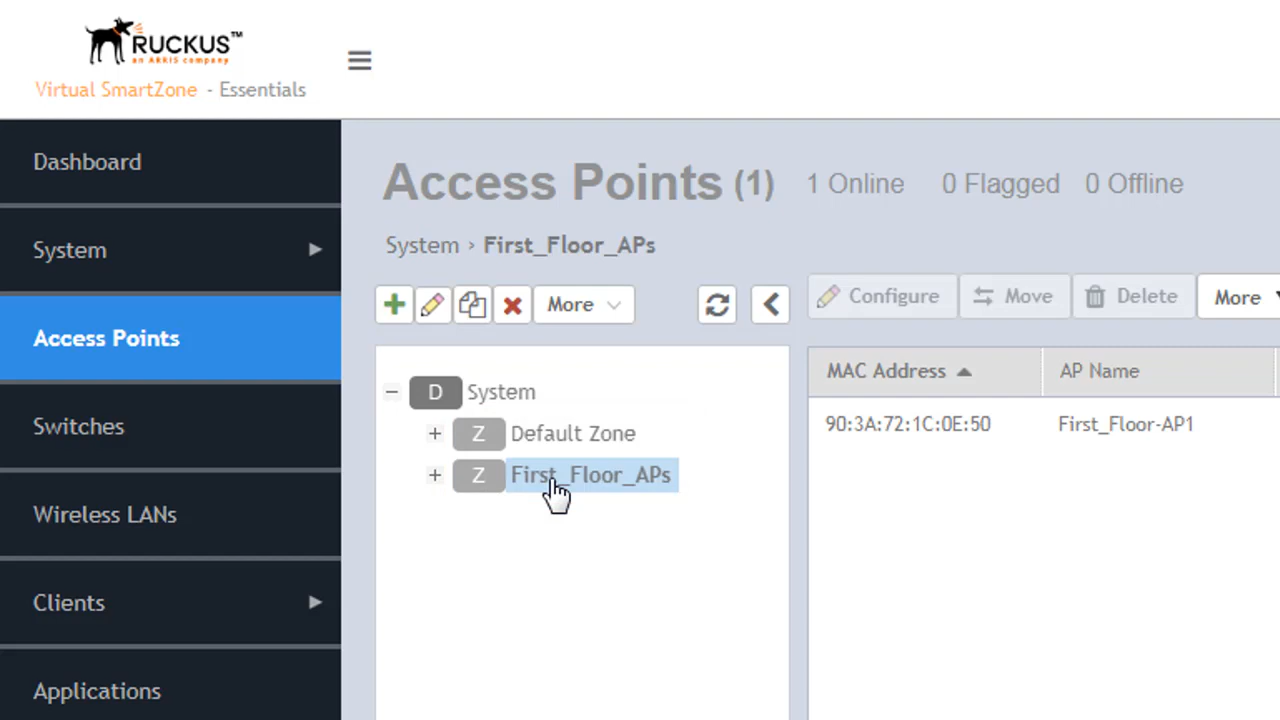 RUCKUS™
an ARRIS company
Virtual SmartZone - Essentials
Dashboard
System
Access Points
Switches
Wireless LANs
Clients
Applications
Access Points (1) 1 Online 0 Flagged 0 Offline
System › First_Floor_APs
More
Configure Move Delete More
D System
Z Default Zone
Z First_Floor_APs
MAC Address AP Name
90:3A:72:1C:0E:50 First_Floor-AP1